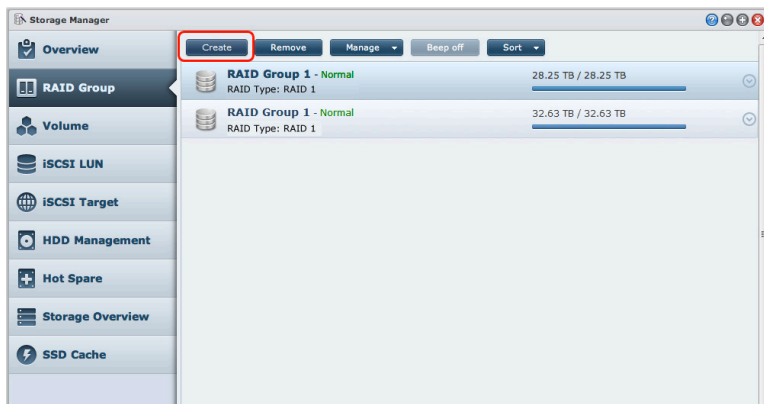 Storage Manager
Overview
RAID Group
Volume
iSCSI LUN
iSCSI Target
HDD Management
Hot Spare
Storage Overview
SSD Cache
Create Remove Manage Beep off Sort
RAID Group 1 - Normal 28.25 TB / 28.25 TB
RAID Type: RAID 1
RAID Group 1 - Normal 32.63 TB / 32.63 TB
RAID Type: RAID 1